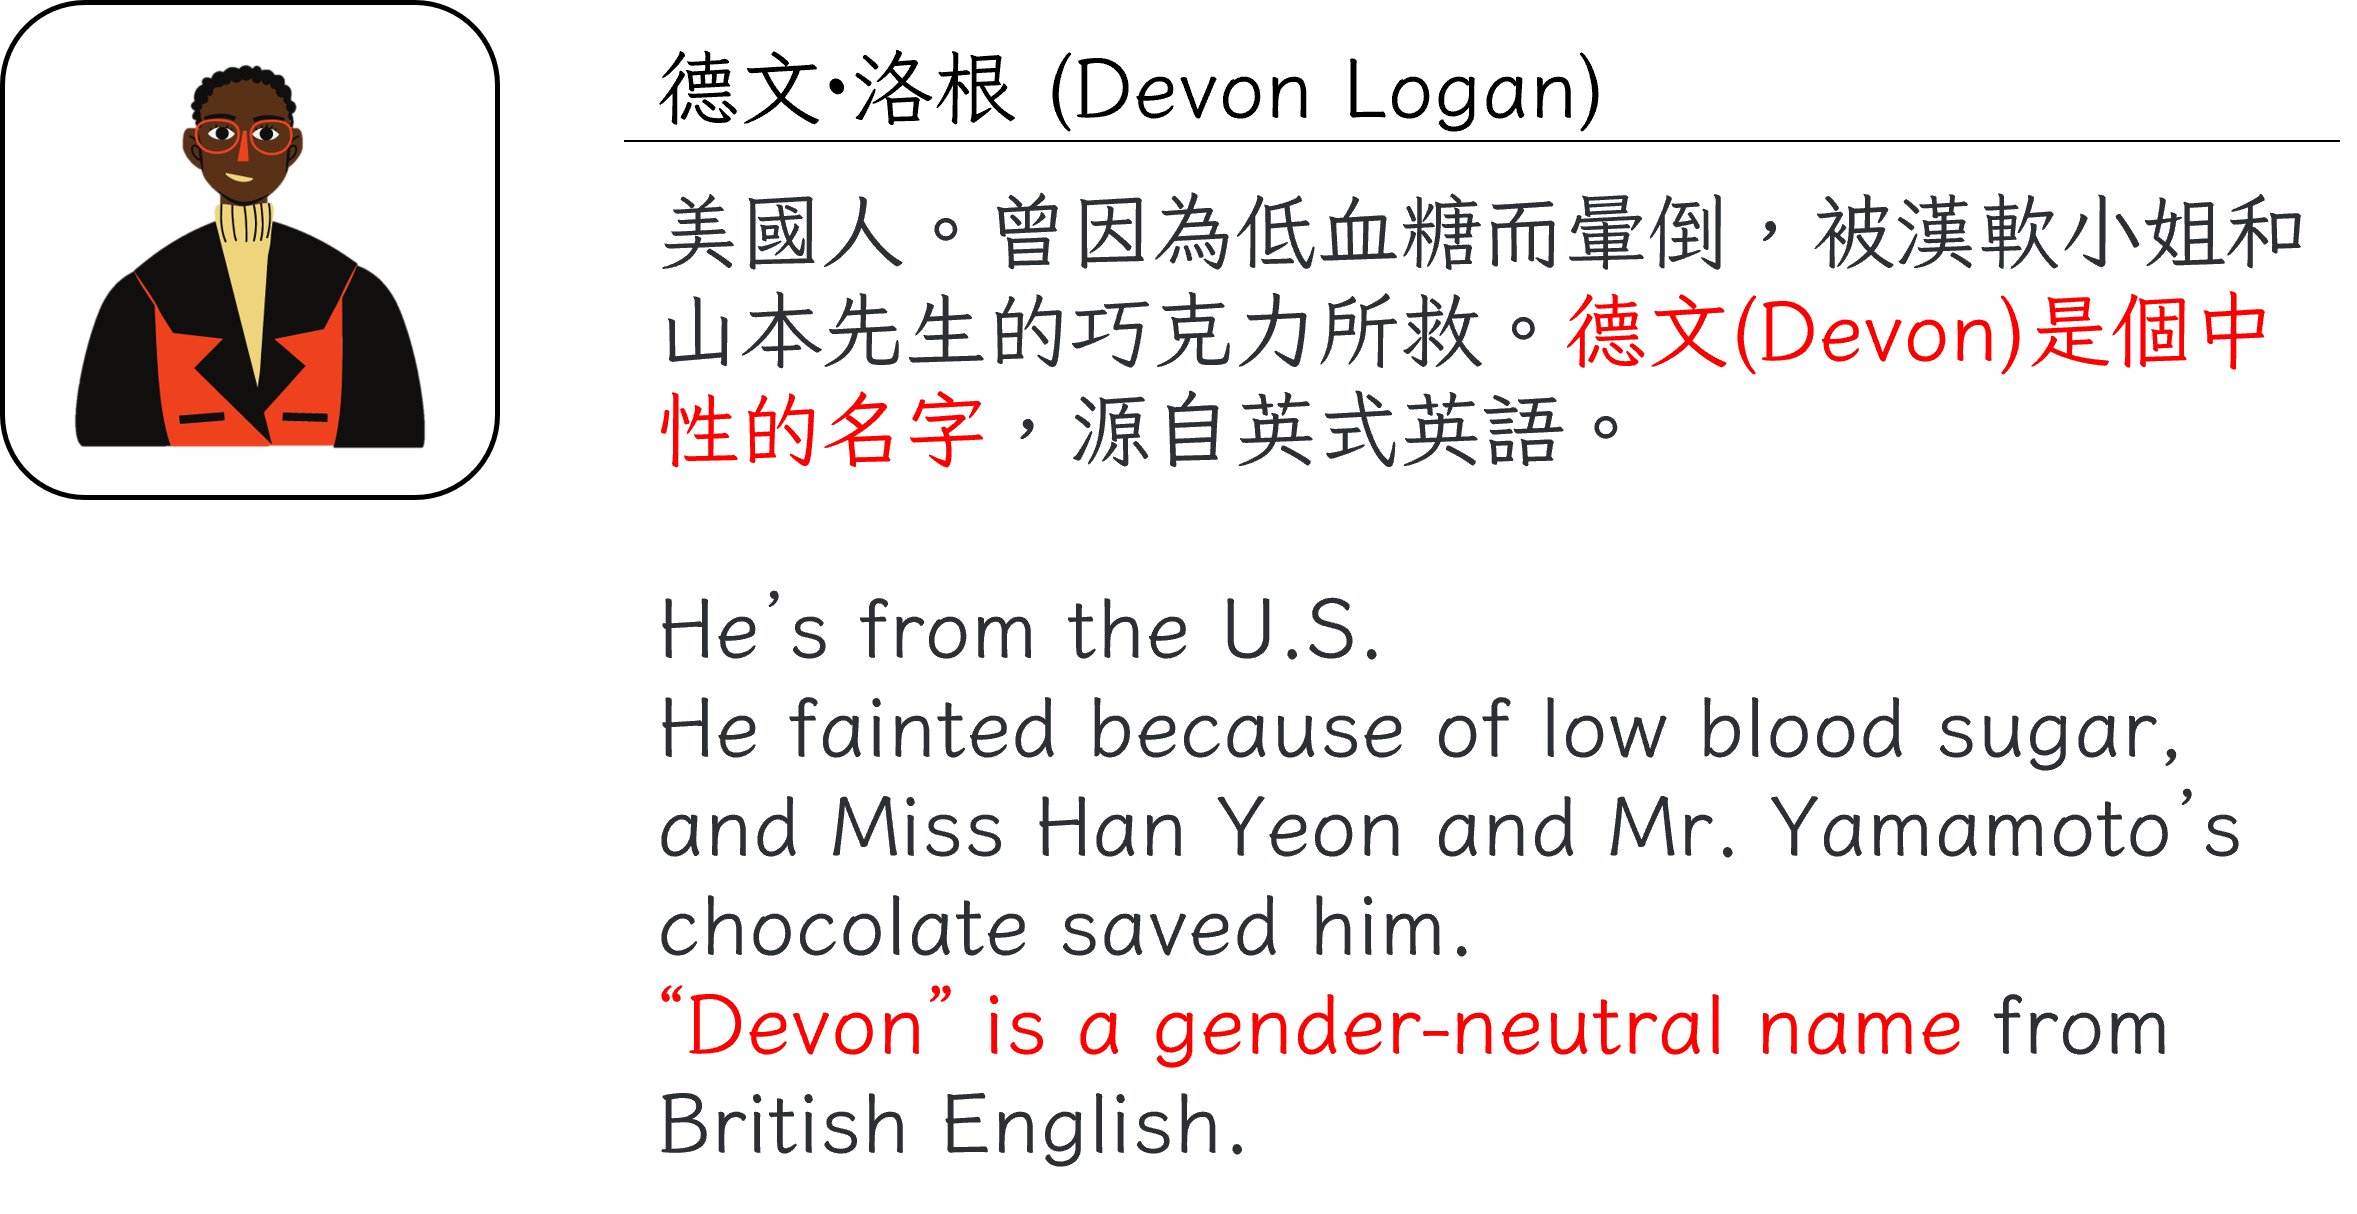 德文•洛根 (Devon Logan)
美國人。曾因為低血糖而暈倒，被漢軟小姐和
山本先生的巧克力所救。德文(Devon)是個中
性的名字，源自英式英語。
He’s from the U.S.
He fainted because of low blood sugar,
and Miss Han Yeon and Mr. Yamamoto’s
chocolate saved him.
“Devon” is a gender-neutral name from
British English.